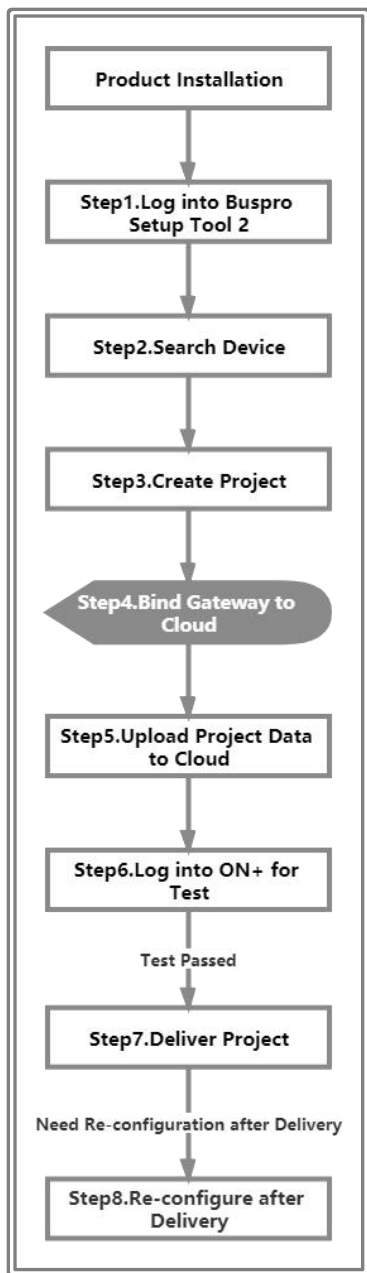 Product Installation
Step1.Log into Buspro
Setup Tool 2
Step2.Search Device
Step3.Create Project
Step4.Bind Gateway to
Cloud
Step5.Upload Project Data
to Cloud
Step6.Log into ON+ for
Test
Test Passed
Step7.Deliver Project
Need Re-configuration after Delivery
Step8.Re-configure after
Delivery